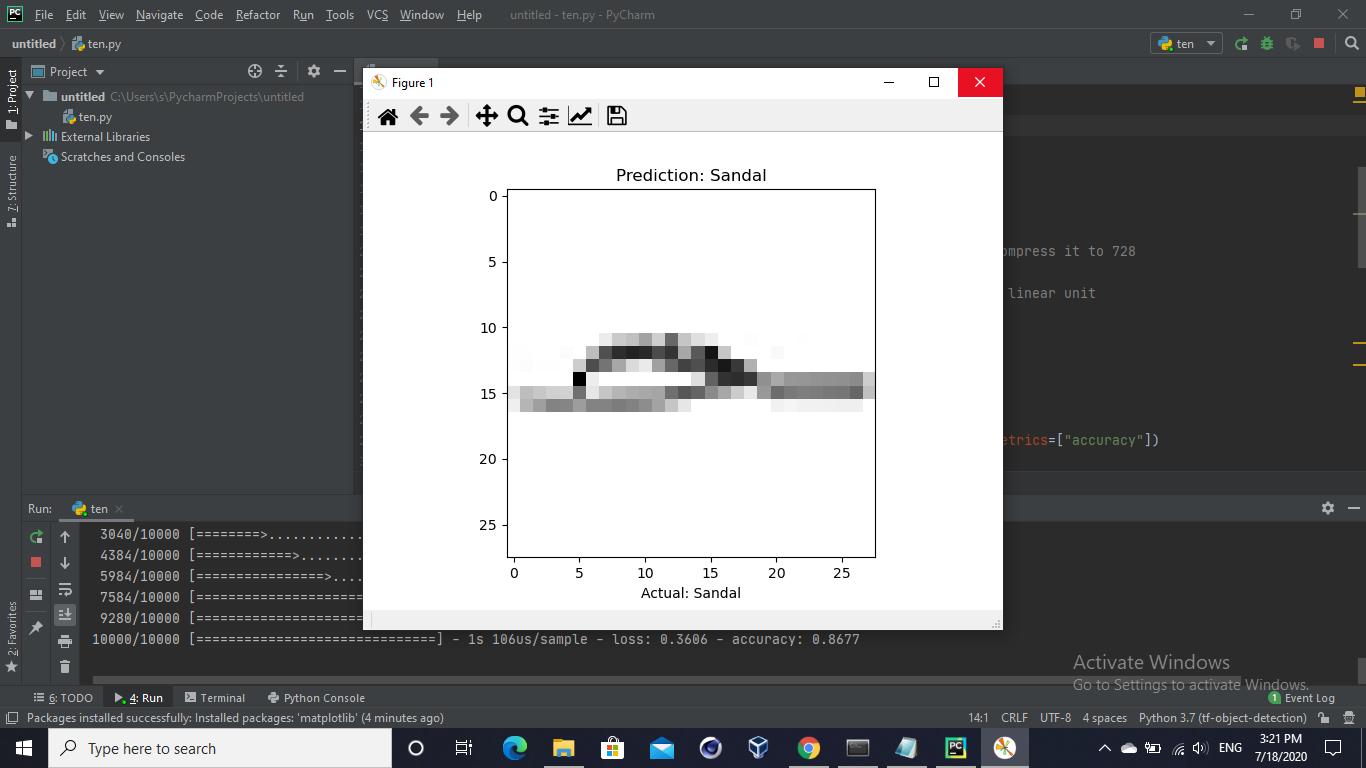 PC File Edit View Navigate Code Refactor Run Tools VCS Window Help untitled - ten.py - PyCharm
untitled ten.py
ten
1: Project
Project
untitled C:\Users\s\PycharmProjects\untitled
ten.py
External Libraries
Scratches and Consoles
7: Structure
2: Favorites
Figure 1
Prediction: Sandal
0
5
10
15
20
25
0 5 10 15 20 25
Actual: Sandal
ompress it to 728
linear unit
etrics=["accuracy"])
Run: ten
3040/10000 [========>............
4384/10000 [============>........
5984/10000 [================>....
7584/10000 [=====================
9280/10000 [=====================
10000/10000 [==============================] - 1s 106us/sample - loss: 0.3606 - accuracy: 0.8677
Activate Windows
Go to Settings to activate Windows.
6: TODO 4: Run Terminal Python Console 1 Event Log
Packages installed successfully: Installed packages: 'matplotlib' (4 minutes ago) 14:1 CRLF UTF-8 4 spaces Python 3.7 (tf-object-detection)
Type here to search
PC
ENG
3:21 PM
7/18/2020